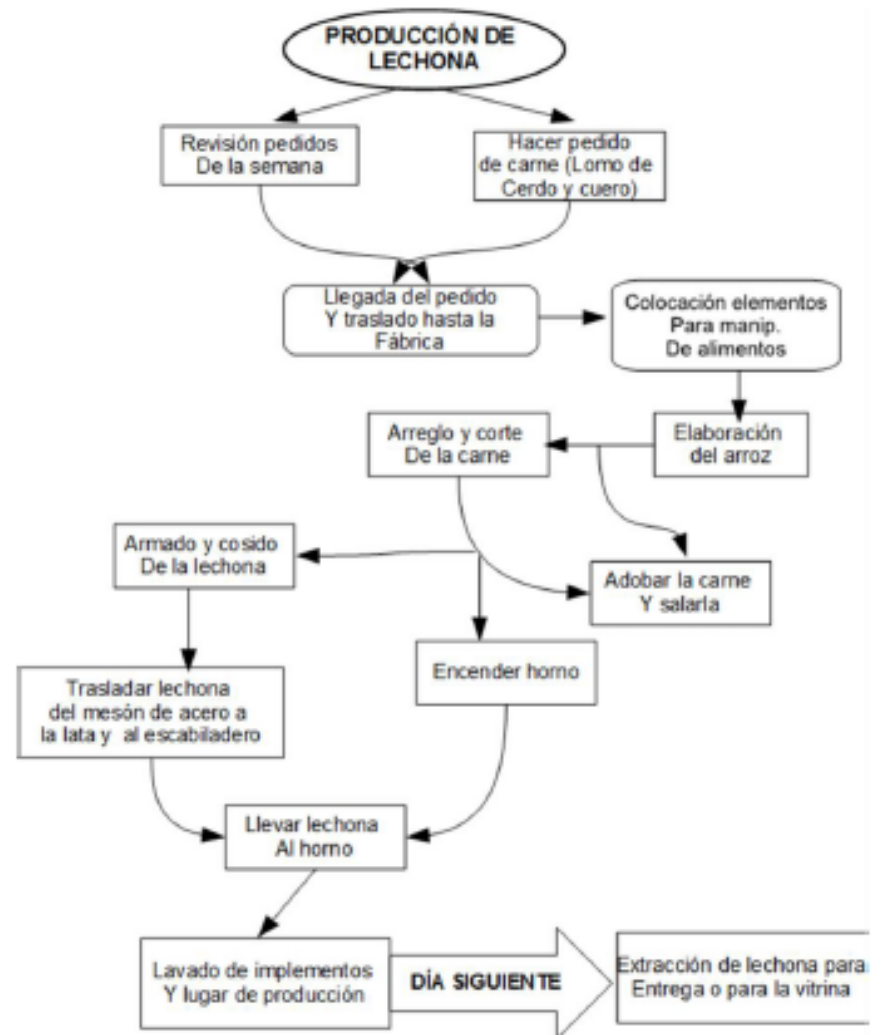 PRODUCCIÓN DE
LECHONA
Revisión pedidos
De la semana
Hacer pedido
de carne (Lomo de
Cerdo y cuero)
Llegada del pedido
Y traslado hasta la
Fábrica
Colocación elementos
Para manip.
De alimentos
Arreglo y corte
De la carne
Elaboración
del arroz
Armado y cosido
De la lechona
Adobar la carne
Y salarla
Encender horno
Trasladar lechona
del mesón de acero a
la lata y al escabiladero
Llevar lechona
Al horno
Lavado de implementos
Y lugar de producción
DÍA SIGUIENTE
Extracción de lechona para
Entrega o para la vitrina